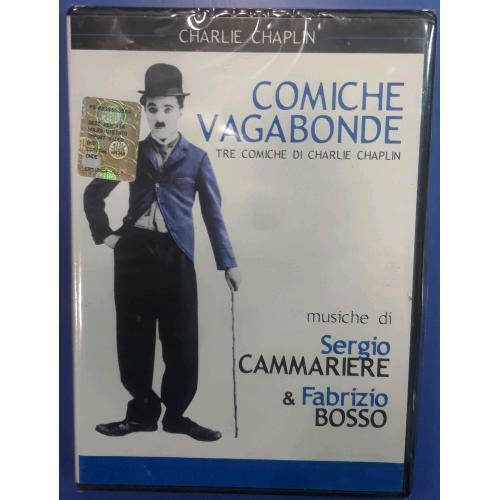 CHARLIE CHAPLIN
COMICHE
VAGABONDE
TRE COMICHE DI CHARLIE CHAPLIN
musiche di
Sergio
CAMMARIERE
& Fabrizio
BOSSO